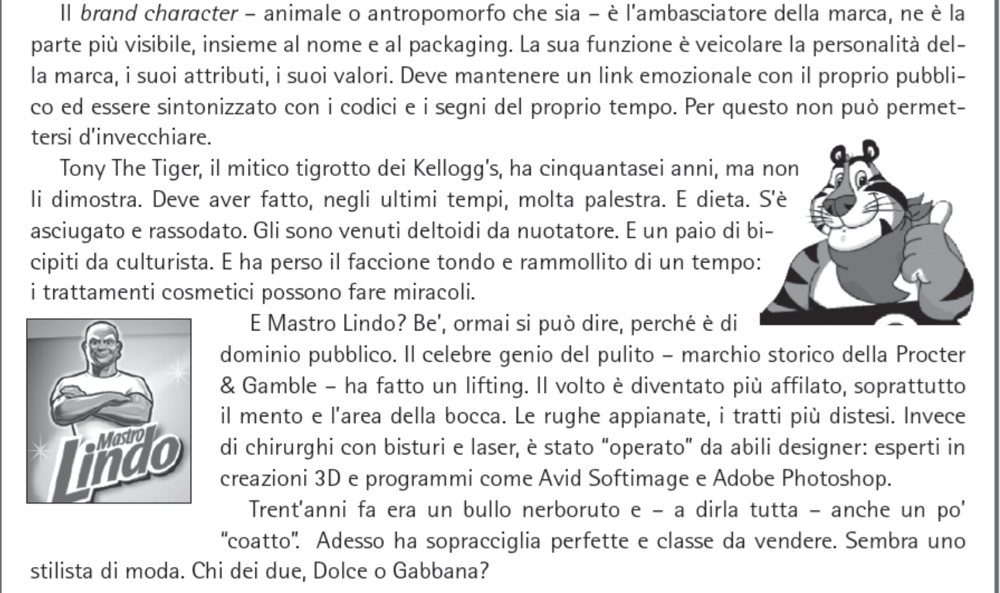 Il brand character – animale o antropomorfo che sia – è l'ambasciatore della marca, ne è la
parte più visibile, insieme al nome e al packaging. La sua funzione è veicolare la personalità del-
la marca, i suoi attributi, i suoi valori. Deve mantenere un link emozionale con il proprio pubbli-
co ed essere sintonizzato con i codici e i segni del proprio tempo. Per questo non può permet-
tersi d'invecchiare.
Tony The Tiger, il mitico tigrotto dei Kellogg's, ha cinquantasei anni, ma non
li dimostra. Deve aver fatto, negli ultimi tempi, molta palestra. E dieta. S'è
asciugato e rassodato. Gli sono venuti deltoidi da nuotatore. E un paio di bi-
cipiti da culturista. E ha perso il faccione tondo e rammollito di un tempo:
i trattamenti cosmetici possono fare miracoli.
E Mastro Lindo? Be', ormai si può dire, perché è di
dominio pubblico. Il celebre genio del pulito – marchio storico della Procter
& Gamble – ha fatto un lifting. Il volto è diventato più affilato, soprattutto
il mento e l'area della bocca. Le rughe appianate, i tratti più distesi. Invece
di chirurghi con bisturi e laser, è stato "operato" da abili designer: esperti in
creazioni 3D e programmi come Avid Softimage e Adobe Photoshop.
Trent'anni fa era un bullo nerboruto e – a dirla tutta – anche un po'
"coatto". Adesso ha sopracciglia perfette e classe da vendere. Sembra uno
stilista di moda. Chi dei due, Dolce o Gabbana?
Mastro
Lindo